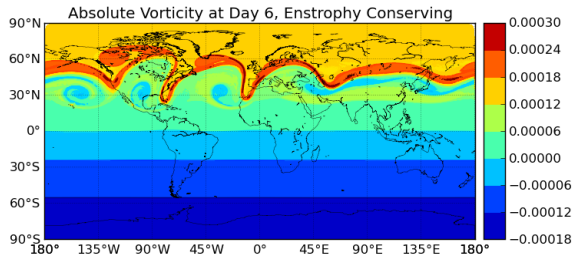 Absolute Vorticity at Day 6, Enstrophy Conserving
90°N
60°N
30°N
0°
30°S
60°S
90°S
180° 135°W 90°W 45°W 0° 45°E 90°E 135°E 180°
0.00030
0.00024
0.00018
0.00012
0.00006
0.00000
−0.00006
−0.00012
−0.00018